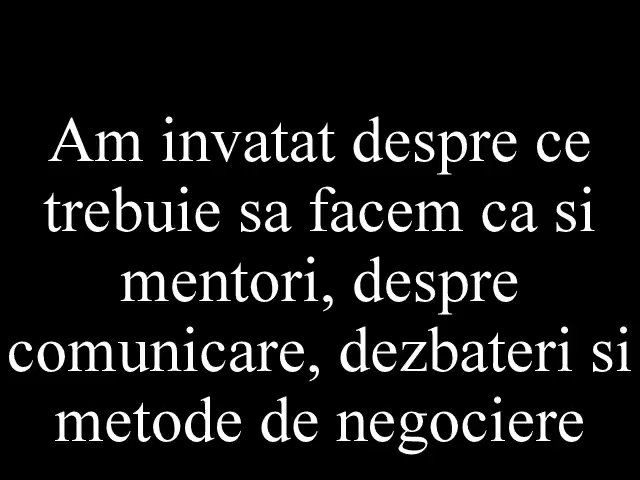 Am invatat despre ce
trebuie sa facem ca si
mentori, despre
comunicare, dezbateri si
metode de negociere